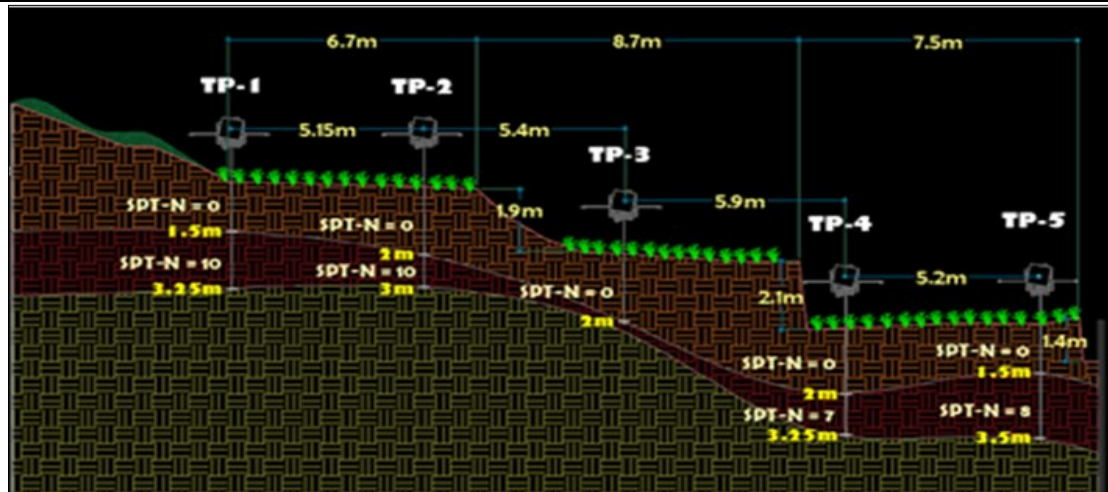 6.7m 8.7m 7.5m
TP-1 TP-2
5.15m 5.4m
TP-3
1.9m 5.9m
TP-4 TP-5
SPT-N = 0
1.5m
SPT-N = 0
2m
SPT-N = 10
3.25m
SPT-N = 10
3m
5.2m
2.1m
SPT-N = 0
2m
1.4m
SPT-N = 0
2m
SPT-N = 7
3.25m
SPT-N = 0
1.5m
SPT-N = 8
3.5m